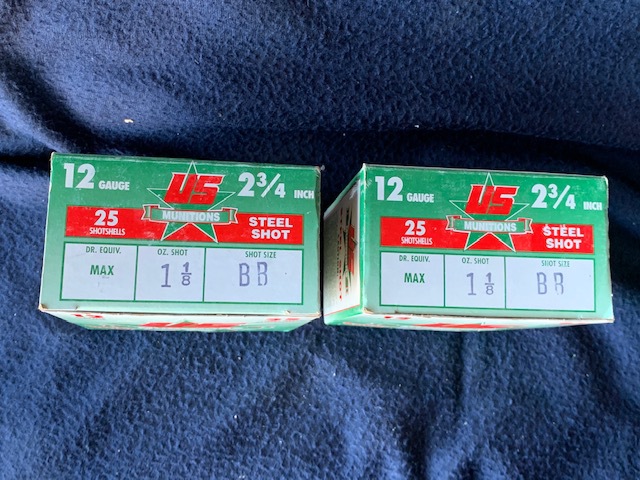 12 GAUGE US 2 3/4 INCH
MUNITIONS
25 SHOTSHELLS
STEEL SHOT
DR. EQUIV. OZ. SHOT SHOT SIZE
MAX 1 1/8 BB
US
12 GAUGE US 2 3/4 INCH
MUNITIONS
25 SHOTSHELLS
STEEL SHOT
DR. EQUIV. OZ. SHOT SHOT SIZE
MAX 1 1/8 BB